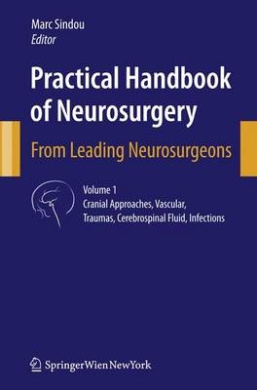 Marc Sindou
Editor
Practical Handbook
of Neurosurgery
From Leading Neurosurgeons
Volume 1
Cranial Approaches, Vascular,
Traumas, Cerebrospinal Fluid, Infections
SpringerWienNewYork